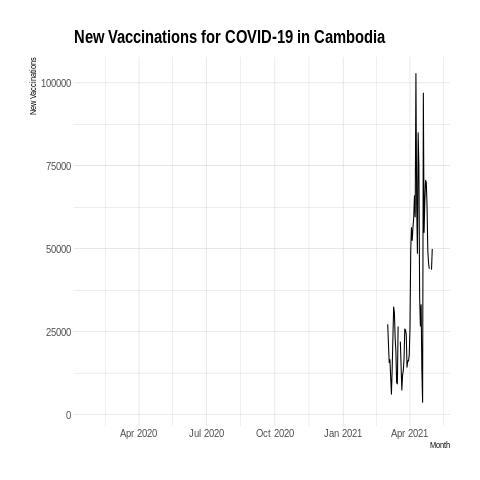 New Vaccinations for COVID-19 in Cambodia
New Vaccinations
100000
75000
50000
25000
0
Apr 2020 Jul 2020 Oct 2020 Jan 2021 Apr 2021
Month